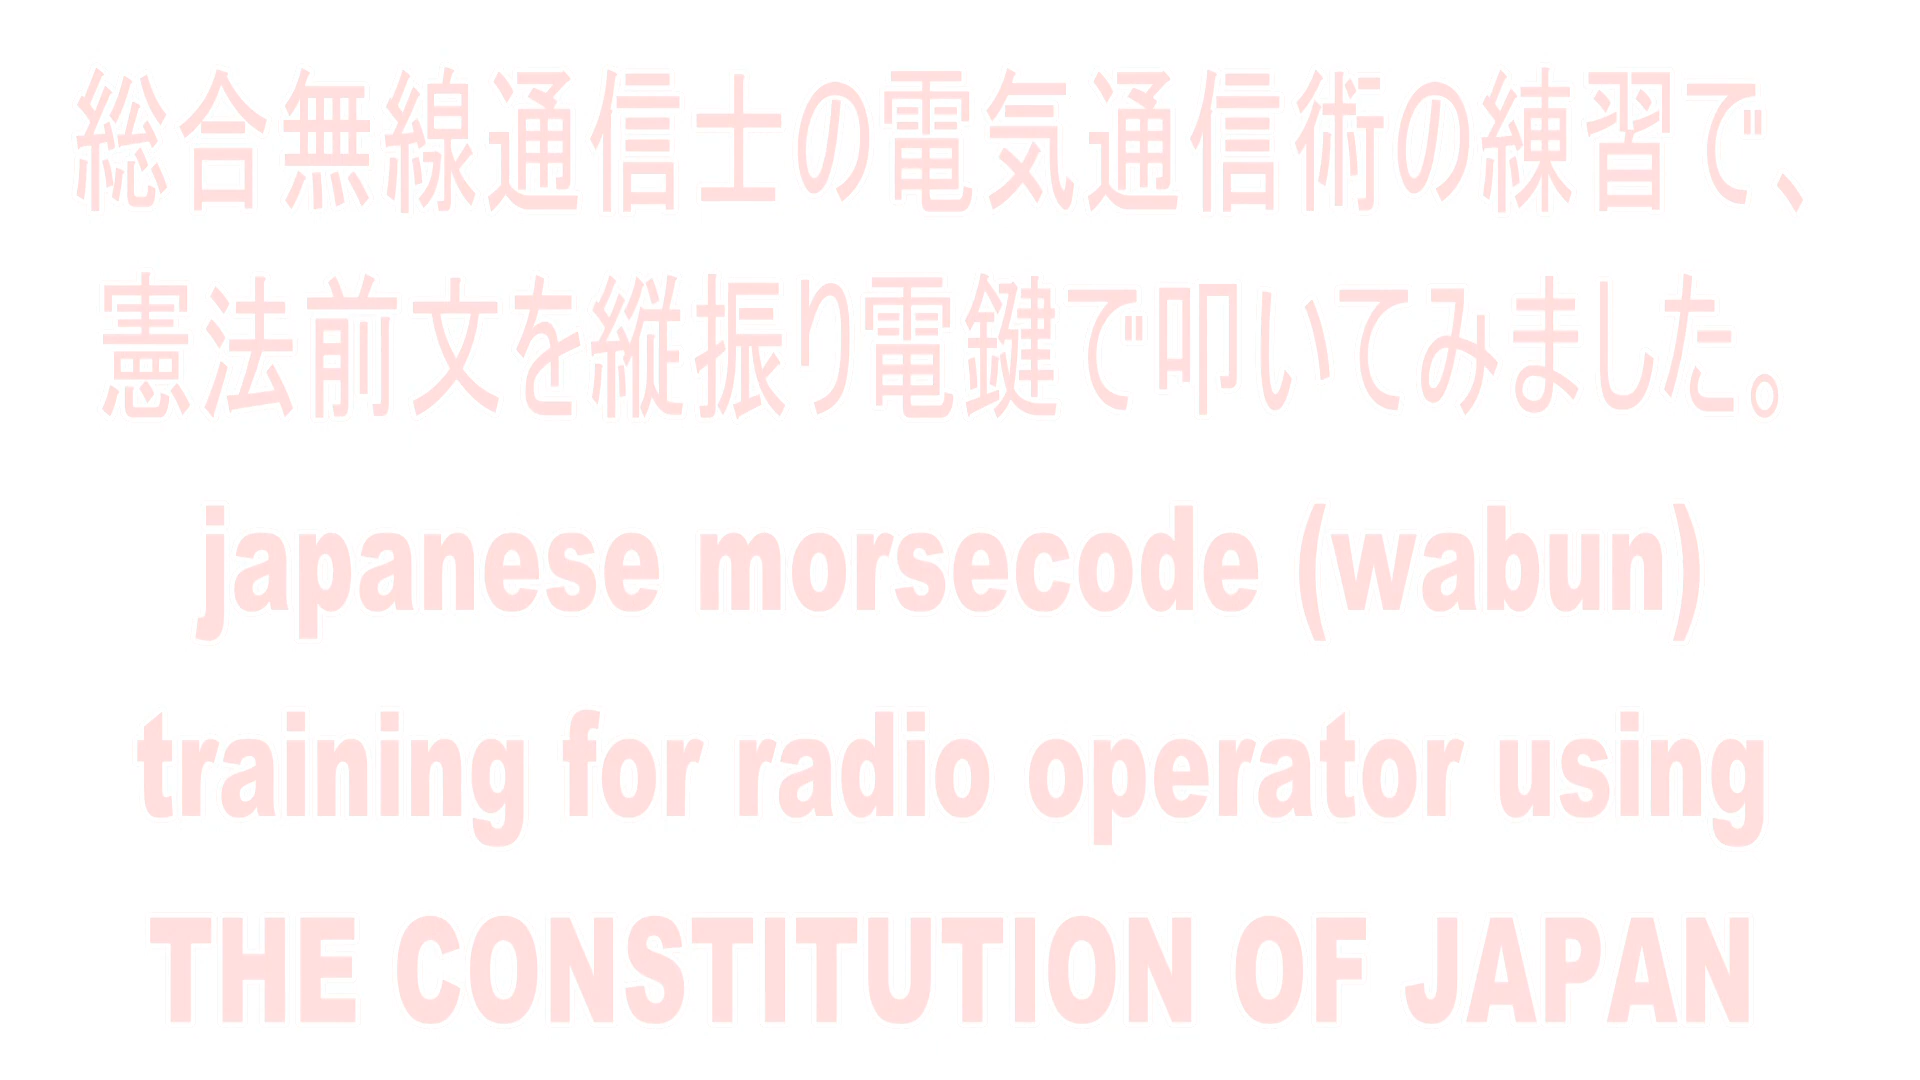 総合無線通信士の電気通信術の練習で、
憲法前文を縦振り電鍵で叩いてみました。
japanese morsecode (wabun)
training for radio operator using
THE CONSTITUTION OF JAPAN